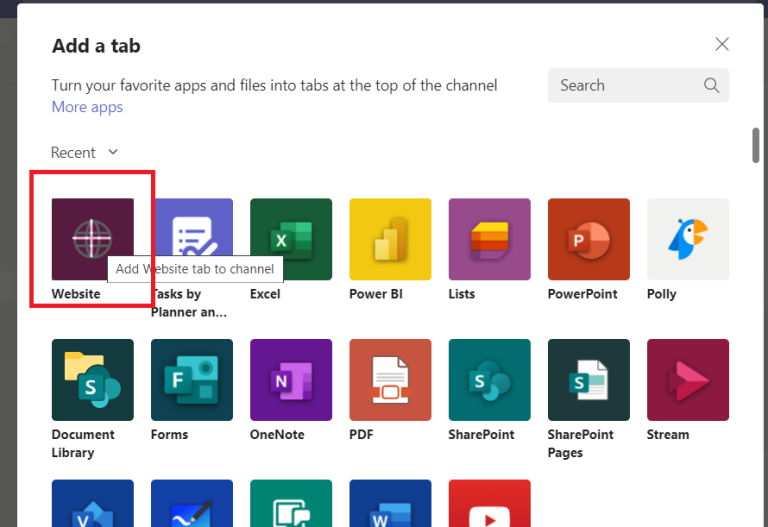 Add a tab
Turn your favorite apps and files into tabs at the top of the channel
More apps
Search
Recent
Add Website tab to channel
Website
Tasks by
Planner an...
Excel
X
Power BI
Lists
PowerPoint
P
Polly
Document
Library
S
Forms
F
OneNote
N
PDF
SharePoint
S
SharePoint
Pages
S
Stream
V
W